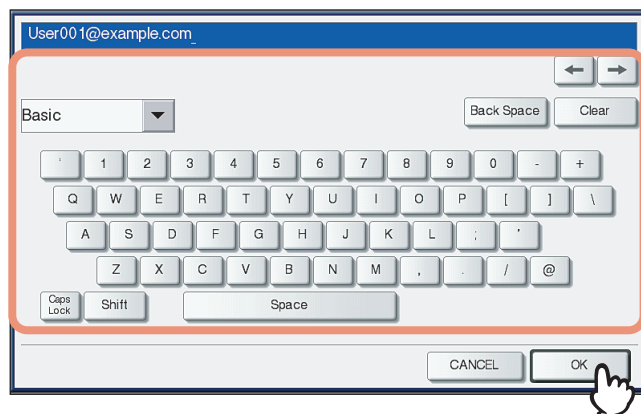 User001@example.com_
Basic
Back Space Clear
` 1 2 3 4 5 6 7 8 9 0 - +
Q W E R T Y U I O P [ ] \
A S D F G H J K L ; '
Z X C V B N M , . / @
Caps Lock Shift Space
CANCEL OK